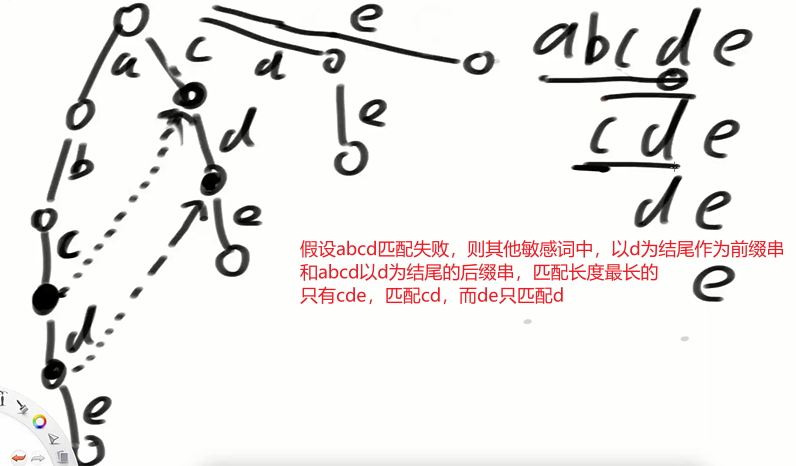 e
abcde
a
c
d
e
cde
b
d
de
c
e
假设abcd匹配失败，则其他敏感词中，以d为结尾作为前缀串
和abcd以d为结尾的后缀串，匹配长度最长的
只有cde，匹配cd，而de只匹配d
e
d
e